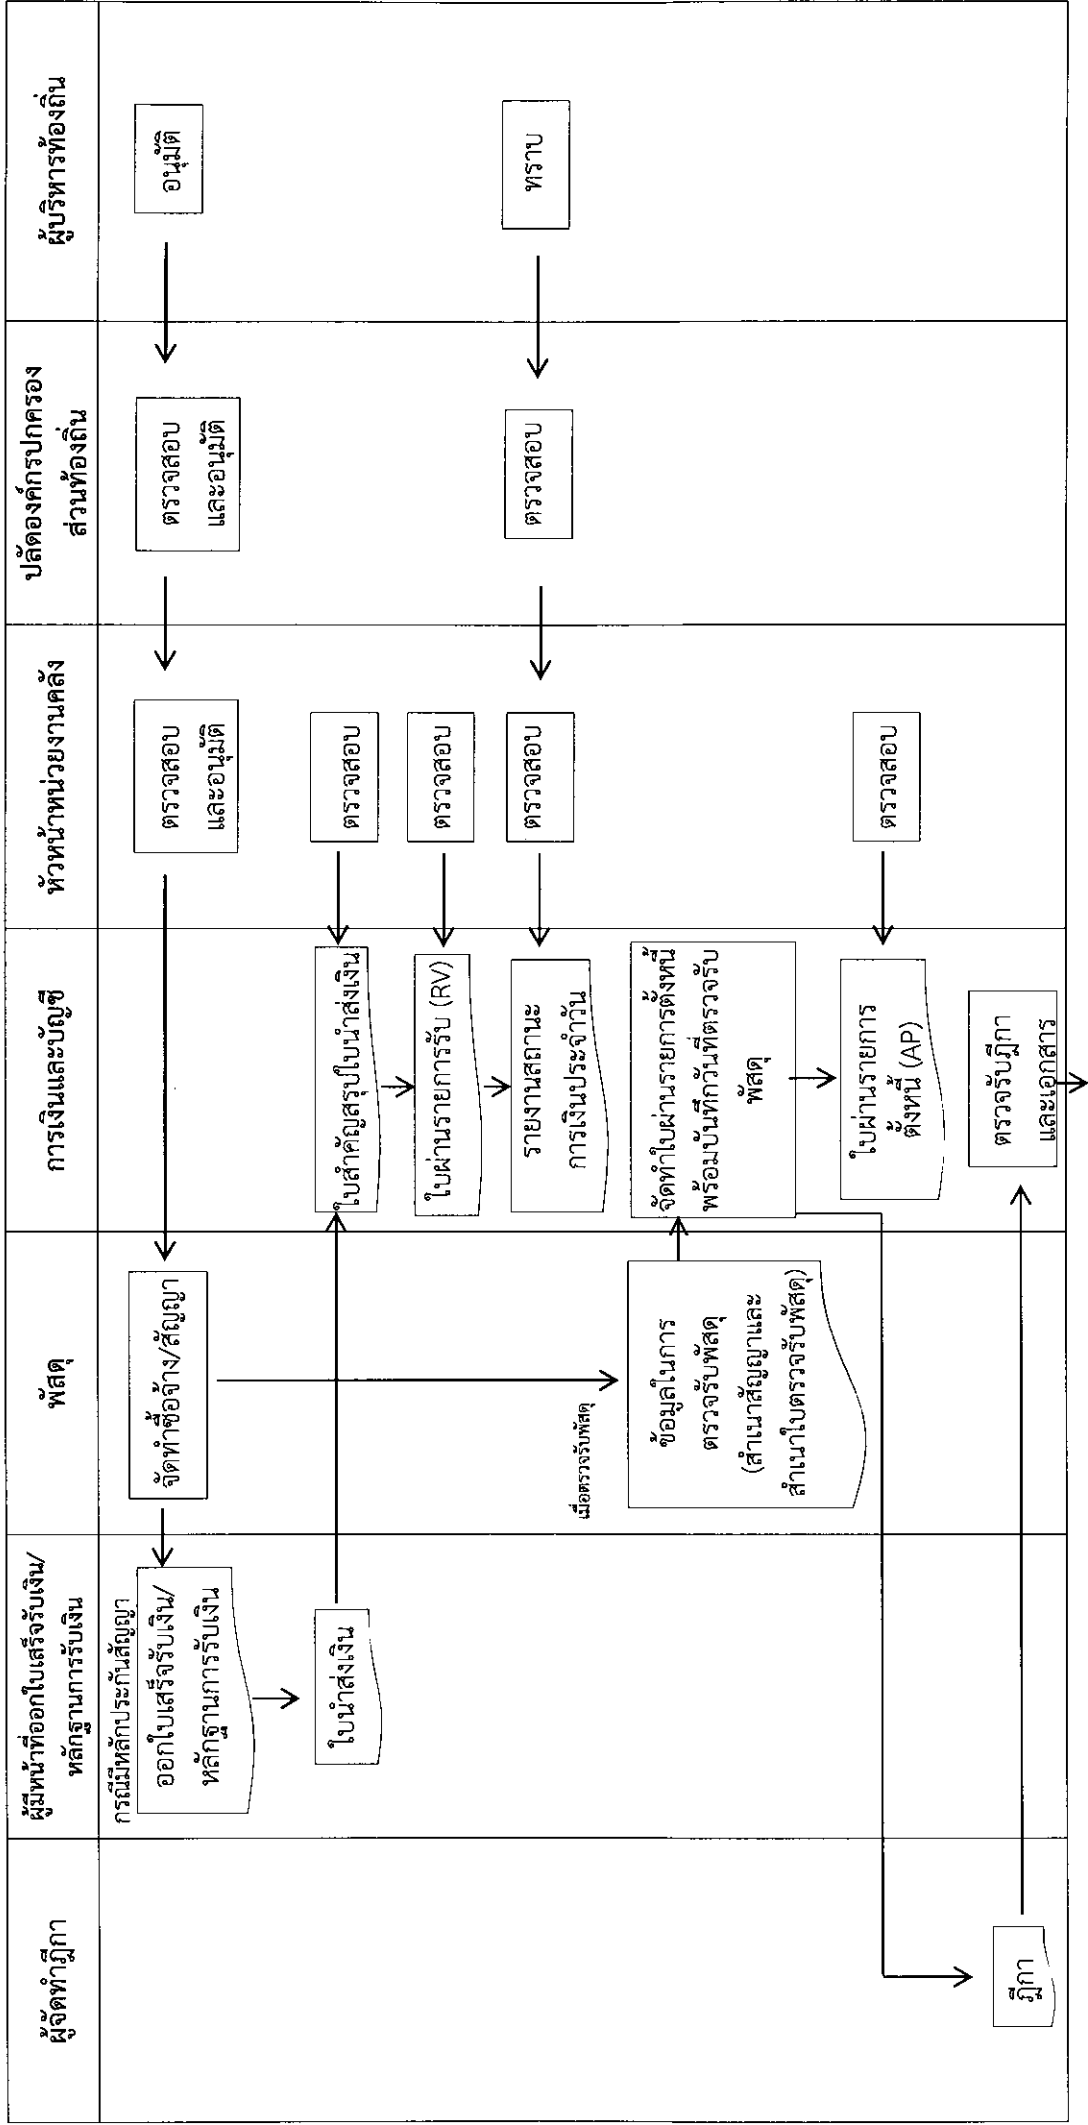 ผู้จัดทำฎีกา
ผู้มีหน้าที่ออกใบเสร็จรับเงิน/
หลักฐานการรับเงิน
พัสดุ
การเงินและบัญชี
หัวหน้าหน่วยงานคลัง
ปลัดองค์กรปกครอง
ส่วนท้องถิ่น
ผู้บริหารท้องถิ่น
กรณีมีหลักประกันสัญญา
ออกใบเสร็จรับเงิน/
หลักฐานการรับเงิน
จัดทำซื้อจ้าง/สัญญา
ตรวจสอบ
และอนุมัติ
ตรวจสอบ
และอนุมัติ
อนุมัติ
ใบนำส่งเงิน
ใบสำคัญสรุปใบนำส่งเงิน
ตรวจสอบ
ใบผ่านรายการรับ (RV)
ตรวจสอบ
รายงานสถานะ
การเงินประจำวัน
ตรวจสอบ
ตรวจสอบ
ทราบ
เมื่อตรวจรับพัสดุ
ข้อมูลในการ
ตรวจรับพัสดุ
(สำเนาสัญญาและ
สำเนาใบตรวจรับพัสดุ)
จัดทำใบผ่านรายการตั้งหนี้
พร้อมบันทึกวันที่ตรวจรับ
พัสดุ
ใบผ่านรายการ
ตั้งหนี้ (AP)
ตรวจสอบ
ฎีกา
ตรวจรับฎีกา
และเอกสาร